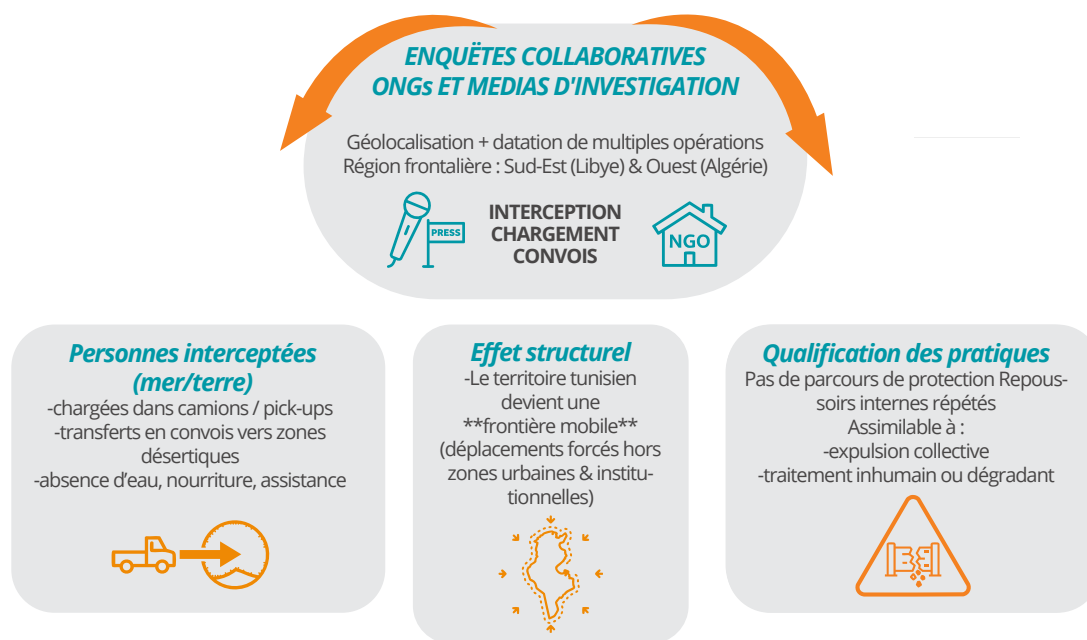 ENQUËTES COLLABORATIVES
ONGs ET MEDIAS D'INVESTIGATION
Géolocalisation + datation de multiples opérations
Région frontalière : Sud-Est (Libye) & Ouest (Algérie)
PRESS
INTERCEPTION
CHARGEMENT
CONVOIS
NGO
Personnes interceptées
(mer/terre)
-chargées dans camions / pick-ups
-transferts en convois vers zones
désertiques
-absence d'eau, nourriture, assistance
Effet structurel
-Le territoire tunisien
devient une
**frontière mobile**
(déplacements forcés hors
zones urbaines & institu-
tionnelles)
Qualification des pratiques
Pas de parcours de protection Repous-
soirs internes répétés
Assimilable à :
-expulsion collective
-traitement inhumain ou dégradant